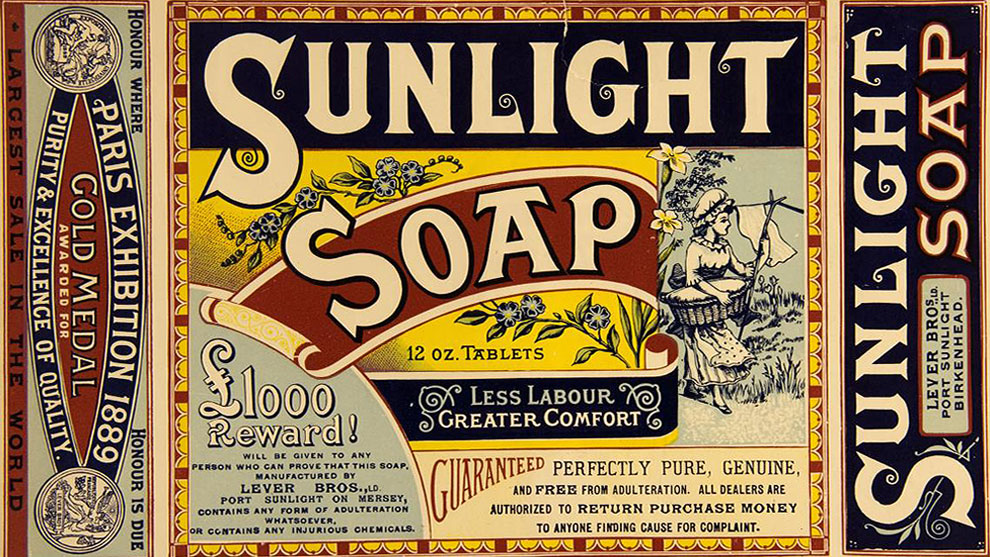 HONOUR WHERE
HONOUR IS DUE
PARIS EXHIBITION 1889
GOLD MEDAL
AWARDED FOR
PURITY & EXCELLENCE OF QUALITY.
LARGEST SALE IN THE WORLD
SUNLIGHT
SOAP
12 OZ. TABLETS
LESS LABOUR
GREATER COMFORT
£1000
Reward!
WILL BE GIVEN TO ANY
PERSON WHO CAN PROVE THAT THIS SOAP,
MANUFACTURED BY
LEVER BROS., LD.
PORT SUNLIGHT ON MERSEY,
CONTAINS ANY FORM OF ADULTERATION
WHATSOEVER,
OR CONTAINS ANY INJURIOUS CHEMICALS.
GUARANTEED PERFECTLY PURE, GENUINE,
AND FREE FROM ADULTERATION. ALL DEALERS ARE
AUTHORIZED TO RETURN PURCHASE MONEY
TO ANYONE FINDING CAUSE FOR COMPLAINT.
SUNLIGHT
SOAP
LEVER BROS., LD.
PORT SUNLIGHT
BIRKENHEAD.